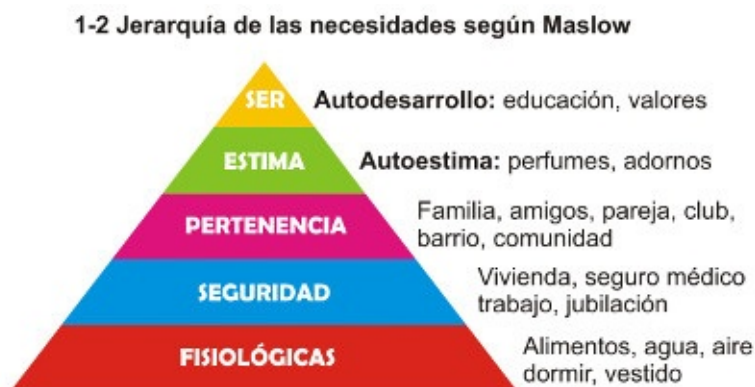 1-2 Jerarquía de las necesidades según Maslow
SER
Autodesarrollo: educación, valores
ESTIMA
Autoestima: perfumes, adornos
PERTENENCIA
Familia, amigos, pareja, club,
barrio, comunidad
SEGURIDAD
Vivienda, seguro médico
trabajo, jubilación
FISIOLÓGICAS
Alimentos, agua, aire
dormir, vestido